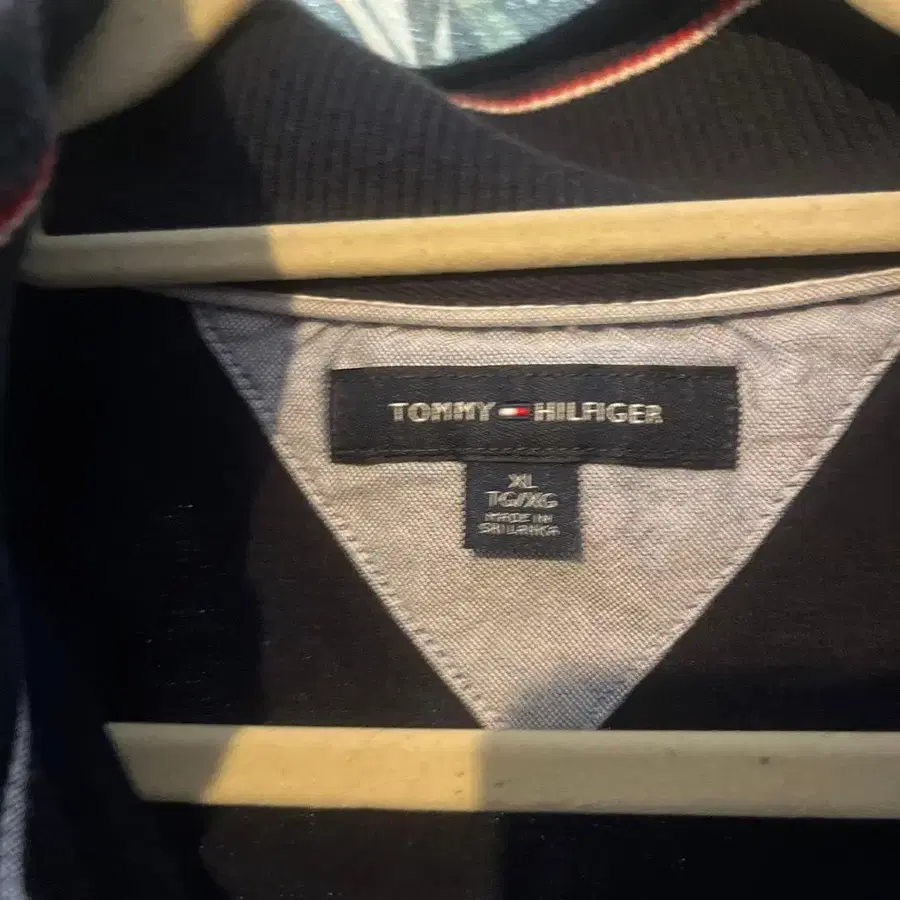 TOMMY HILFIGER
XL
TG/XG
MADE IN
SRI LANKA